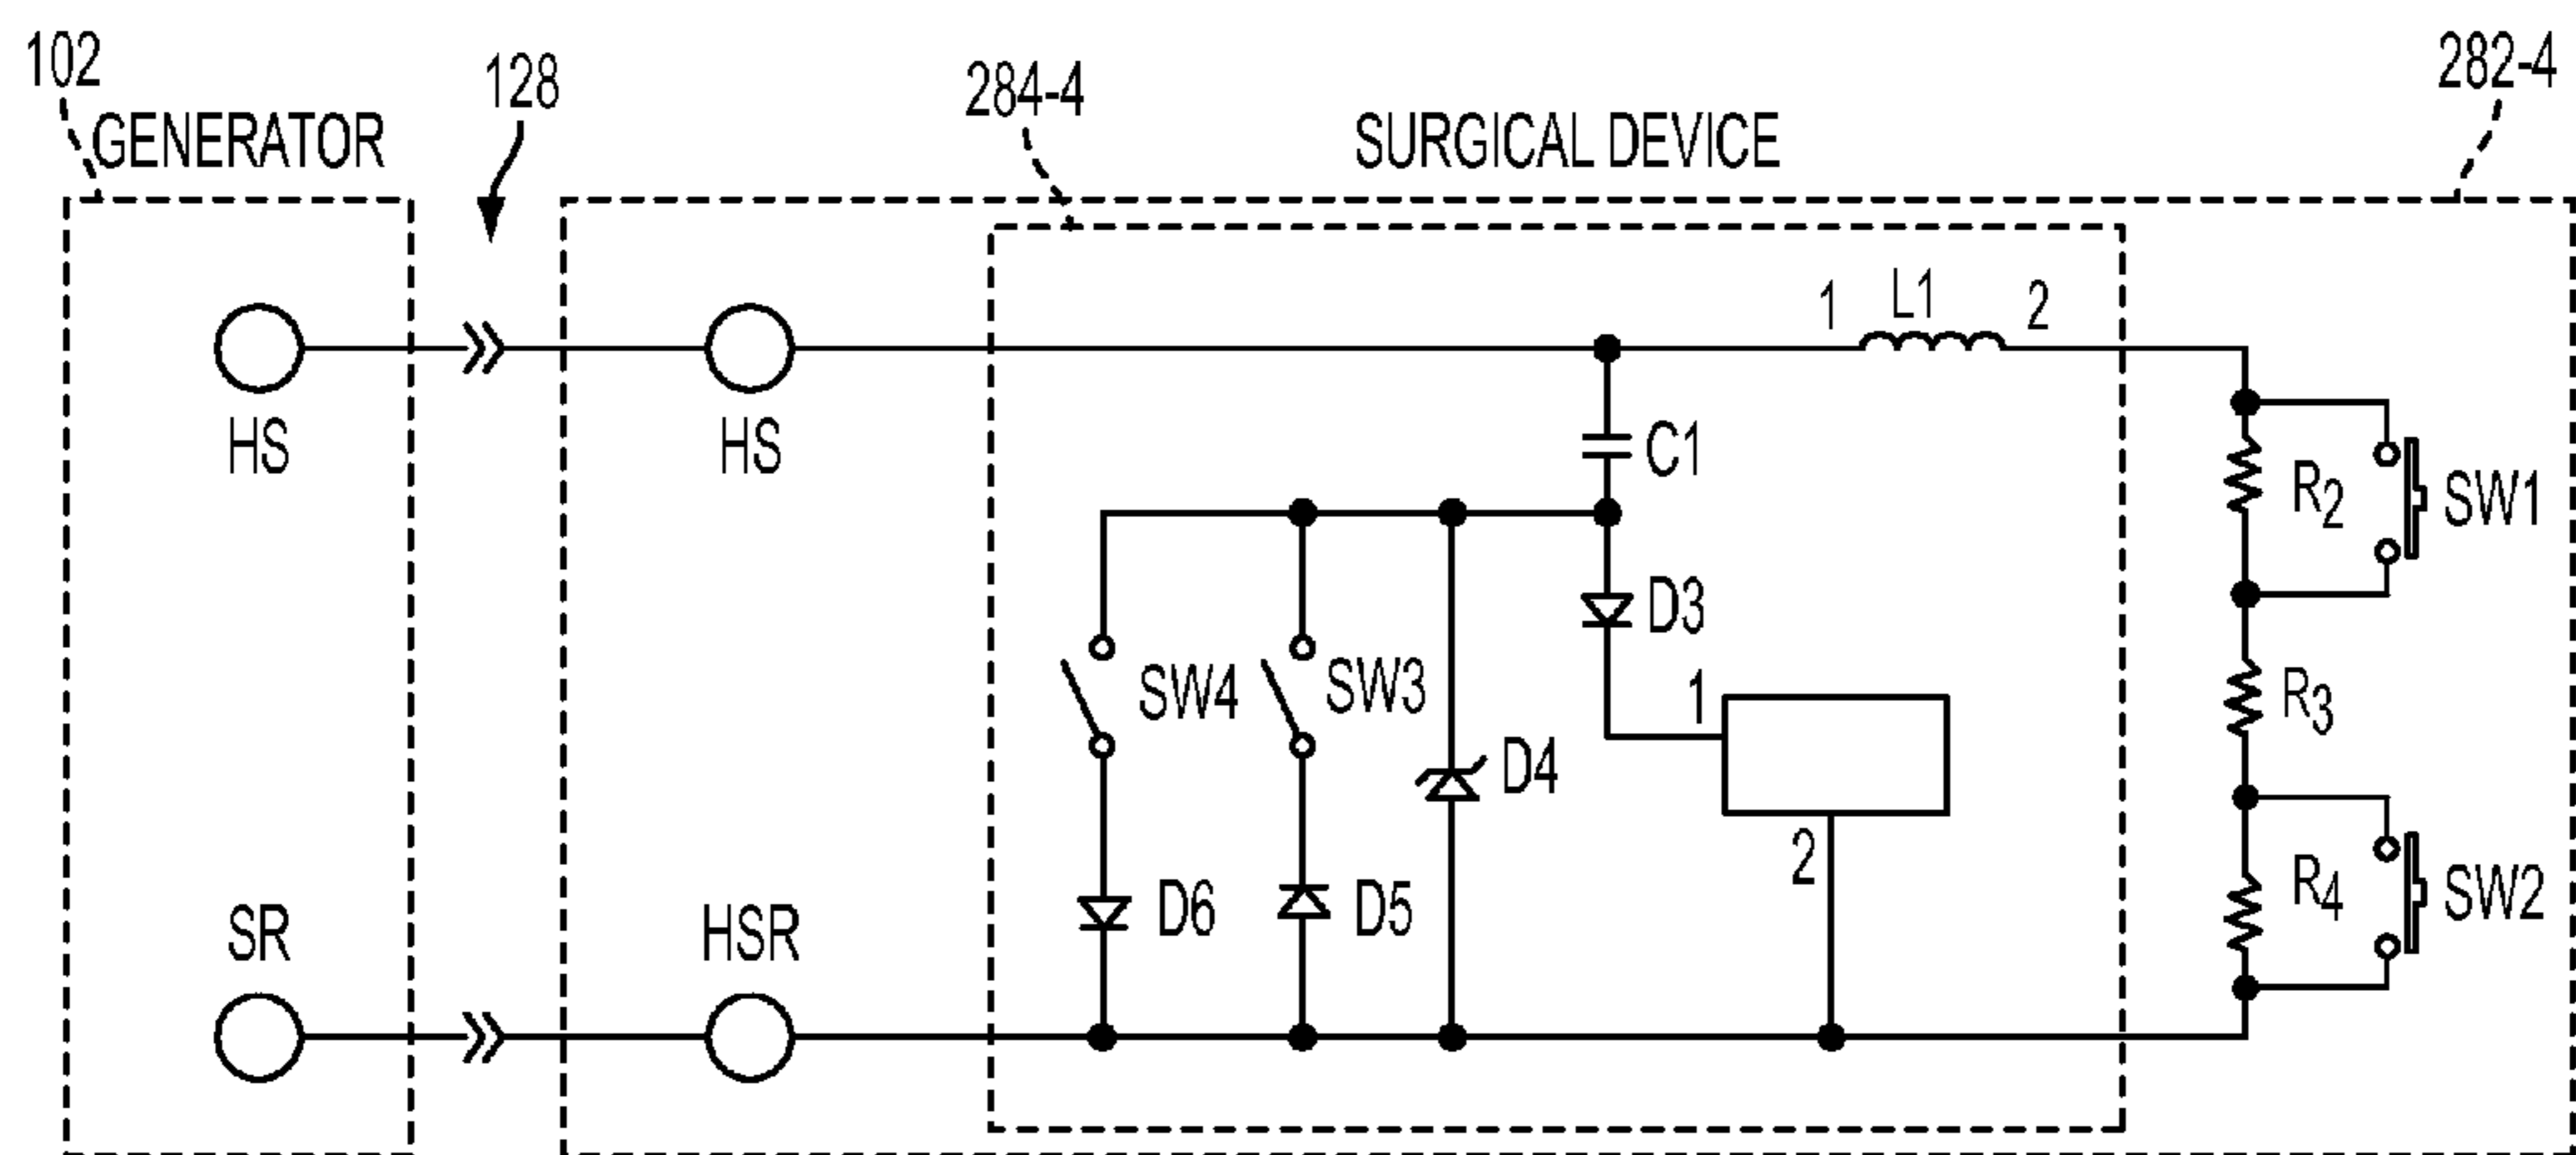 102
128
284-4
282-4
GENERATOR
SURGICAL DEVICE
1
L1
2
HS
HS
C1
R2
SW1
D3
SW4
SW3
1
R3
D4
2
R4
SW2
D6
D5
SR
HSR